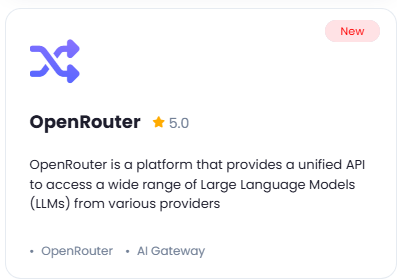 New
OpenRouter 5.0
OpenRouter is a platform that provides a unified API
to access a wide range of Large Language Models
(LLMs) from various providers
• OpenRouter • AI Gateway